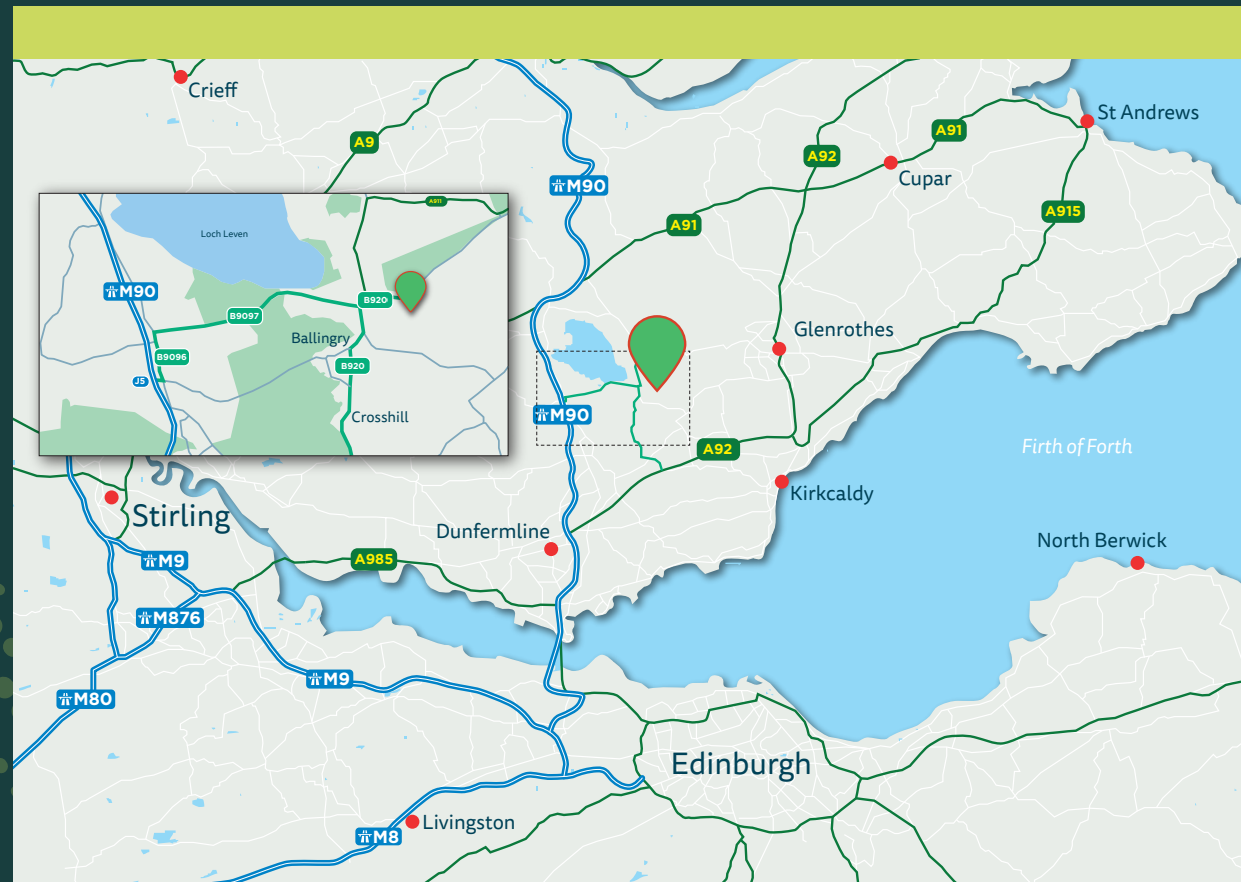 Crieff
St Andrews
A9
A92
A91
Cupar
M90
A915
A91
A911
Loch Leven
M90
B920
B9097
Ballingry
B9096
B920
J5
Crosshill
Glenrothes
M90
A92
Firth of Forth
Kirkcaldy
Stirling
Dunfermline
North Berwick
A985
M9
M876
M9
M80
Edinburgh
Livingston
M8